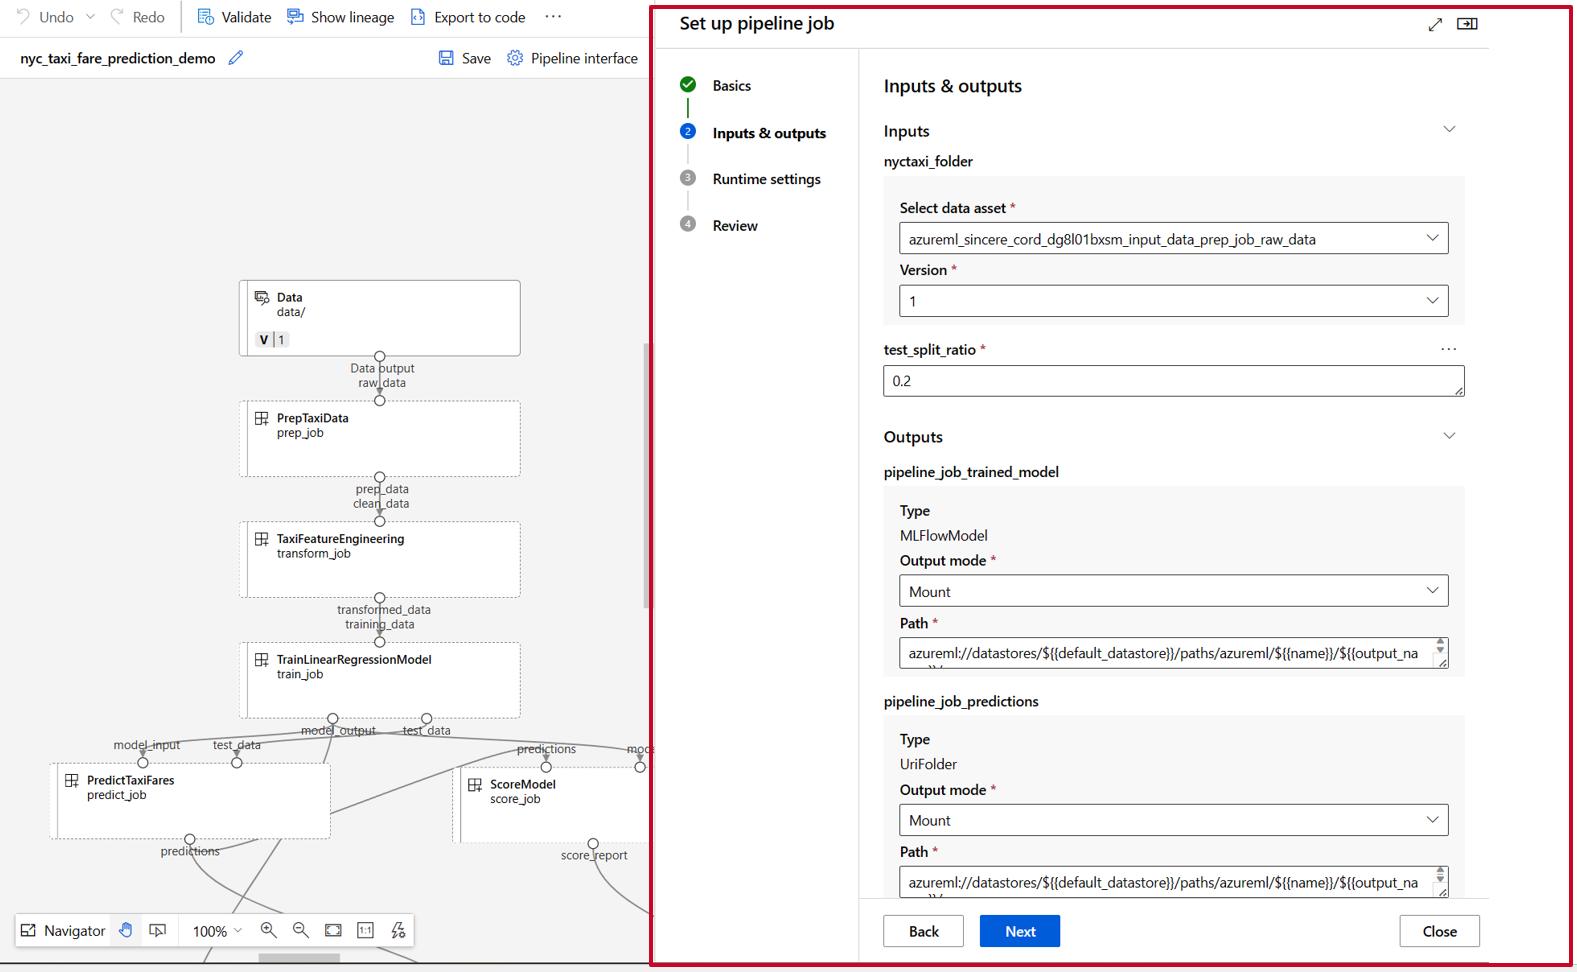 Undo
Redo
Validate
Show lineage
Export to code
nyc_taxi_fare_prediction_demo
Save
Pipeline interface
Data
data/
V 1
Data output
raw_data
PrepTaxiData
prep_job
prep_data
clean_data
TaxiFeatureEngineering
transform_job
transformed_data
training_data
TrainLinearRegressionModel
train_job
model_output
test_data
model_input
test_data
predictions
PredictTaxiFares
predict_job
ScoreModel
score_job
predictions
score_report
Navigator
100%
1:1
Set up pipeline job
Basics
2 Inputs & outputs
3 Runtime settings
4 Review
Inputs & outputs
Inputs
nyctaxi_folder
Select data asset *
azureml_sincere_cord_dg8l01bxsm_input_data_prep_job_raw_data
Version *
1
test_split_ratio *
0.2
Outputs
pipeline_job_trained_model
Type
MLFlowModel
Output mode *
Mount
Path *
azureml://datastores/${{default_datastore}}/paths/azureml/${{name}}/${{output_na
pipeline_job_predictions
Type
UriFolder
Output mode *
Mount
Path *
azureml://datastores/${{default_datastore}}/paths/azureml/${{name}}/${{output_na
Back
Next
Close